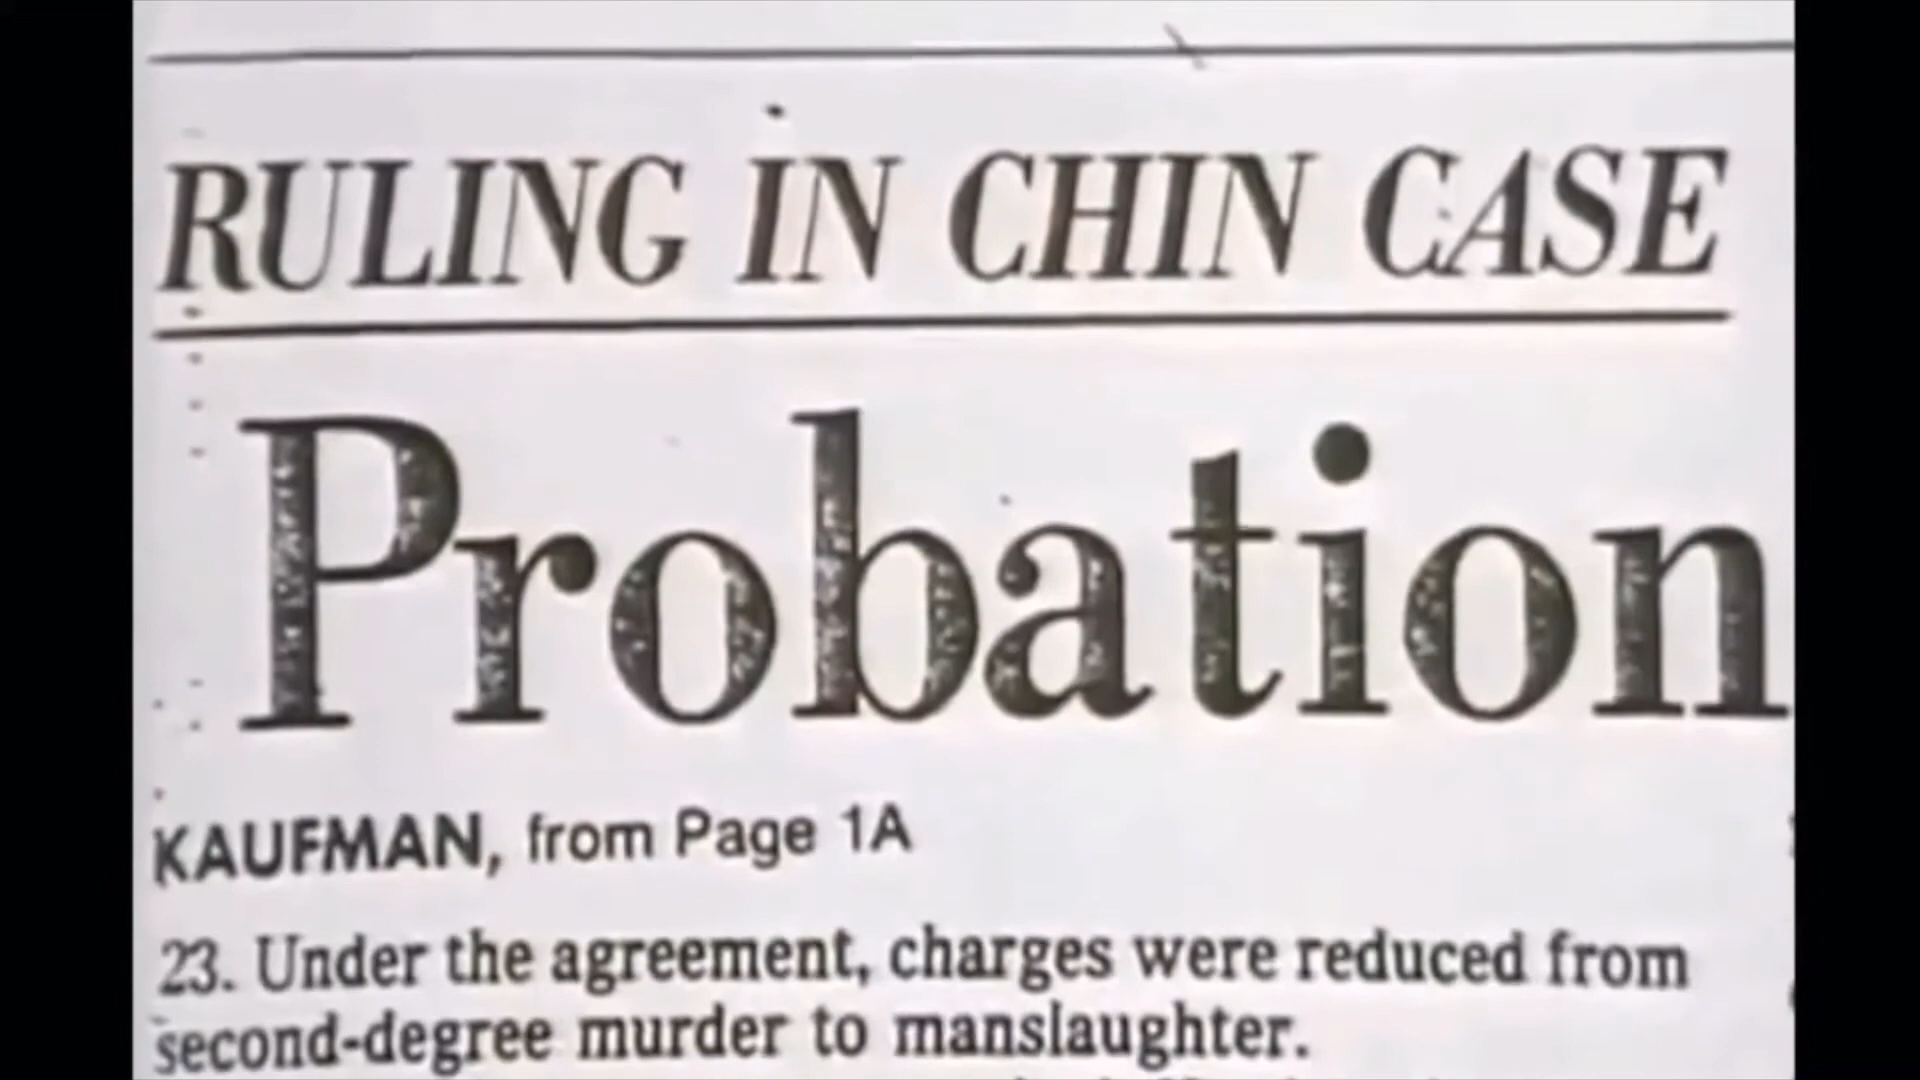 RULING IN CHIN CASE
Probation
KAUFMAN, from Page 1A
23. Under the agreement, charges were reduced from
second-degree murder to manslaughter.